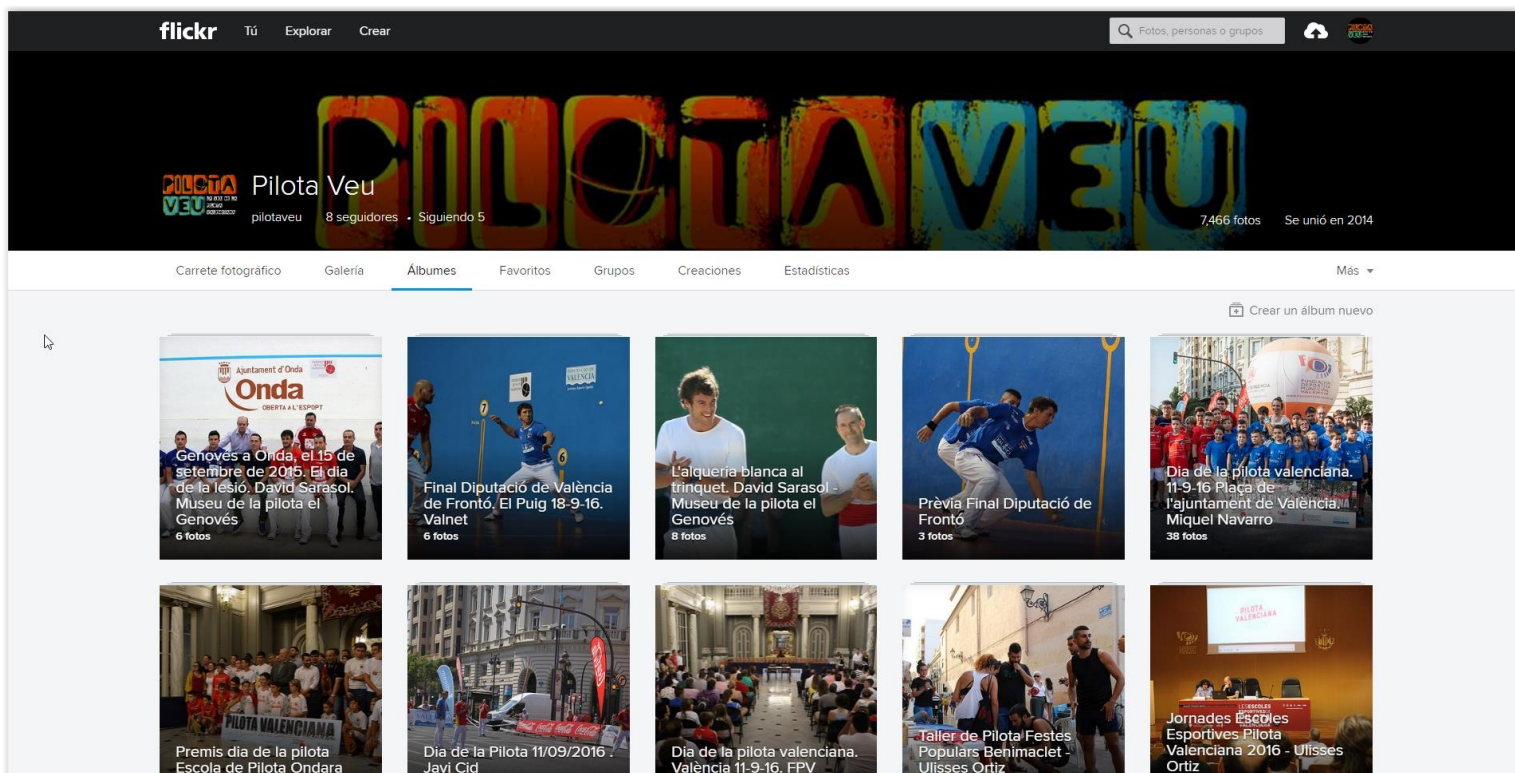 flickr Tú Explorar Crear Fotos, personas o grupos
PILOTAVEU
PILOTA
VEU
Pilota Veu
pilotaveu 8 seguidores • Siguiendo 5 7,466 fotos Se unió en 2014
Carrete fotográfico Galería Álbumes Favoritos Grupos Creaciones Estadísticas Más
Crear un álbum nuevo
Ajuntament d'Onda
Onda
OBERTA A L'ESPORT
Genovés a Onda, el 15 de
setembre de 2015. El dia
de la lesió. David Sarasol.
Museu de la pilota el
Genovés
6 fotos
VALÈNCIA
7
6
Final Diputació de València
de Frontó. El Puig 18-9-16.
Valnet
6 fotos
L'alqueria blanca al
trinquet. David Sarasol -
Museu de la pilota el
Genovés
8 fotos
7
Prèvia Final Diputació de
Frontó
3 fotos
Dia de la pilota valenciana.
11-9-16 Plaça de
l'ajuntament de València.
Miquel Navarro
38 fotos
PILOTA VALENCIANA
Premis dia de la pilota
Escola de Pilota Ondara
Coca-Cola
Dia de la Pilota 11/09/2016 .
Javi Cid
Dia de la pilota valenciana.
València 11-9-16. FPV
Taller de Pilota Festes
Populars Benimaclet -
Ulisses Ortiz
PILOTA
VALENCIANA
Jornades Escoles
Esportives Pilota
Valenciana 2016 - Ulisses
Ortiz